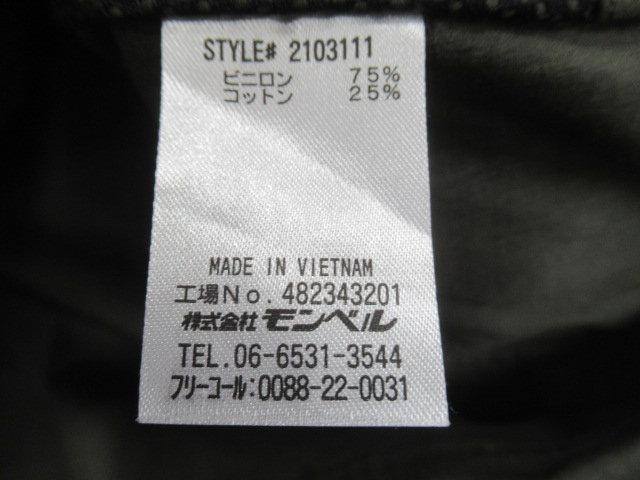 STYLE# 2103111
ビニロン 75%
コットン 25%
MADE IN VIETNAM
工場No. 482343201
株式会社モンベル
TEL. 06-6531-3544
フリーコール:0088-22-0031